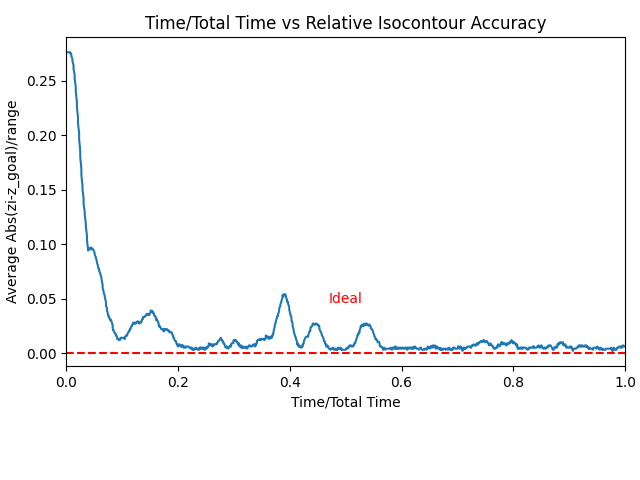 Time/Total Time vs Relative Isocontour Accuracy
Average Abs(zi-z_goal)/range
0.25
0.20
0.15
0.10
0.05
0.00
Ideal
0.0 0.2 0.4 0.6 0.8 1.0
Time/Total Time